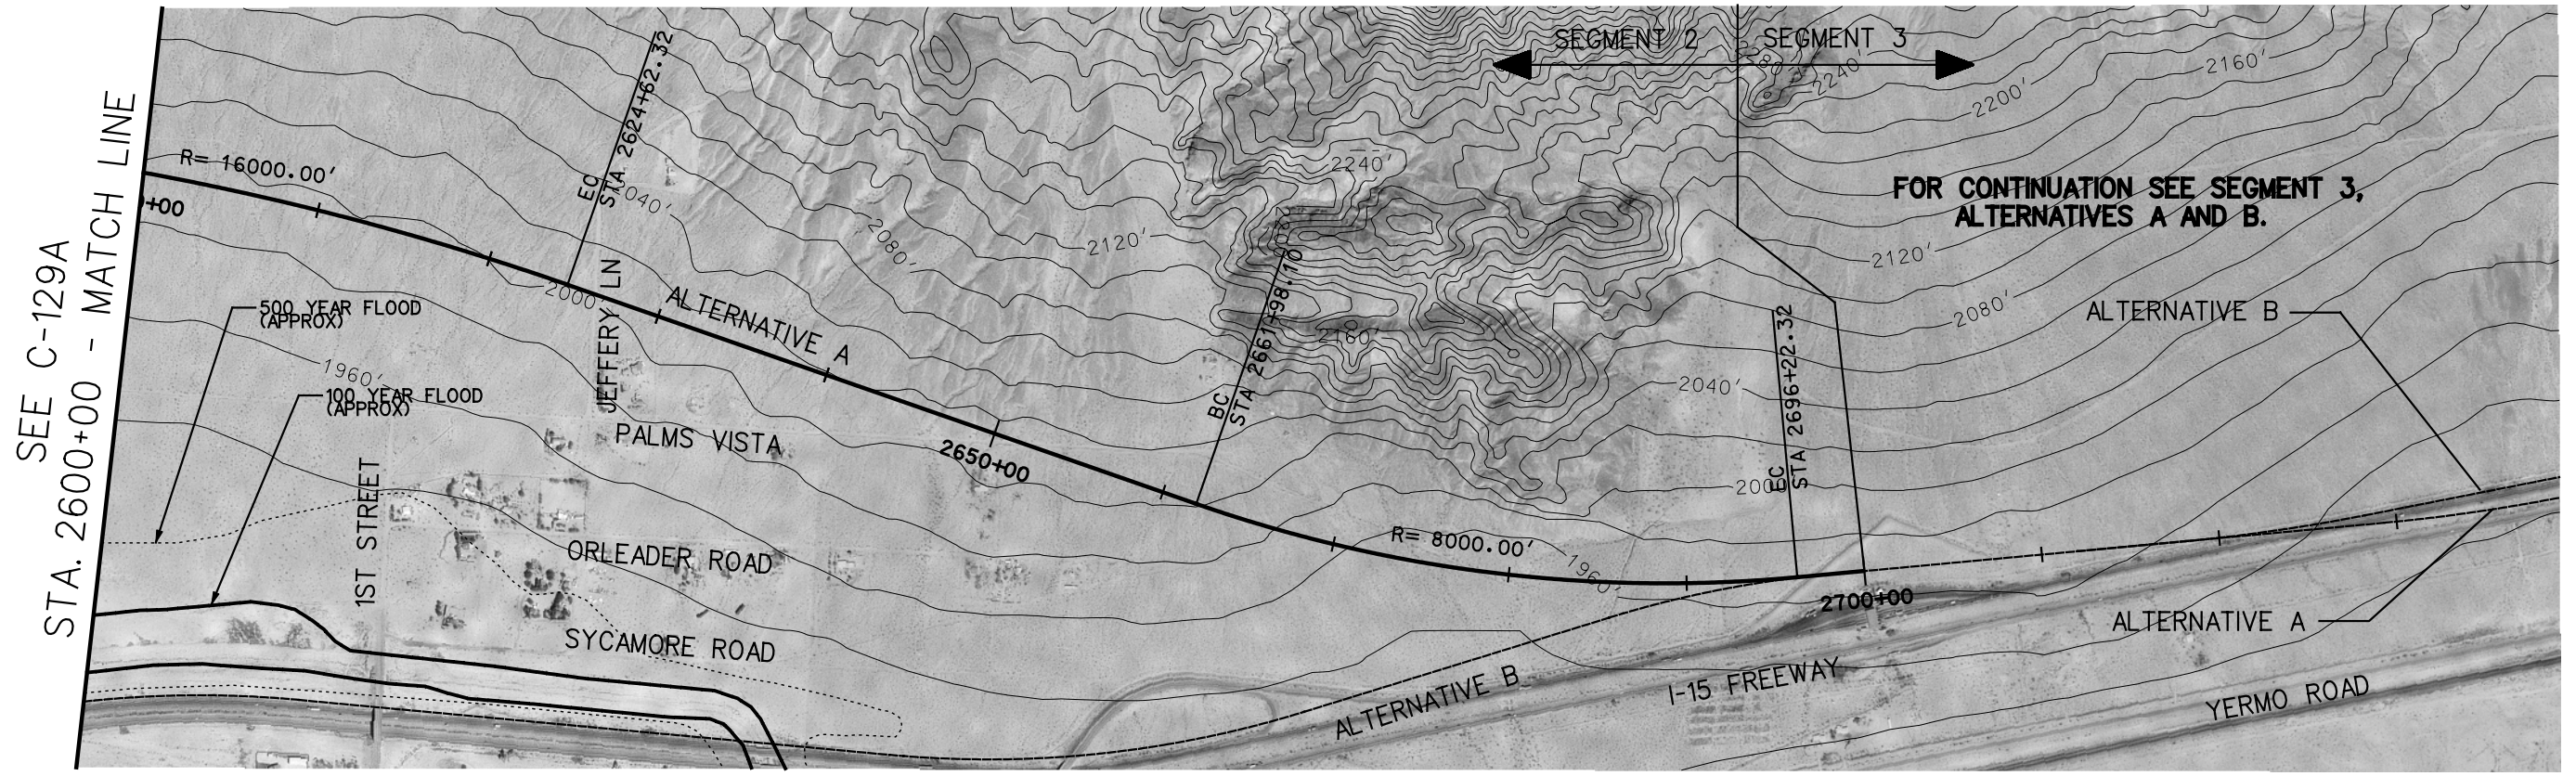 SEE C-129A
STA. 2600+00 - MATCH LINE
R= 16000.00'
0+00
EC
STA 2624+62.32
2040'
2080'
2120'
2240'
SEGMENT 2
SEGMENT 3
2240'
2200'
2160'
FOR CONTINUATION SEE SEGMENT 3,
ALTERNATIVES A AND B.
2120'
2080'
ALTERNATIVE B
500 YEAR FLOOD
(APPROX)
2000'
JEFFERY LN
ALTERNATIVE A
BC
STA 2661+98.10
2160'
2040'
EC
STA 2696+22.32
1960'
100 YEAR FLOOD
(APPROX)
PALMS VISTA
2650+00
2000'
1ST STREET
ORLEADER ROAD
R= 8000.00'
1960'
2700+00
ALTERNATIVE A
SYCAMORE ROAD
ALTERNATIVE B
I-15 FREEWAY
YERMO ROAD